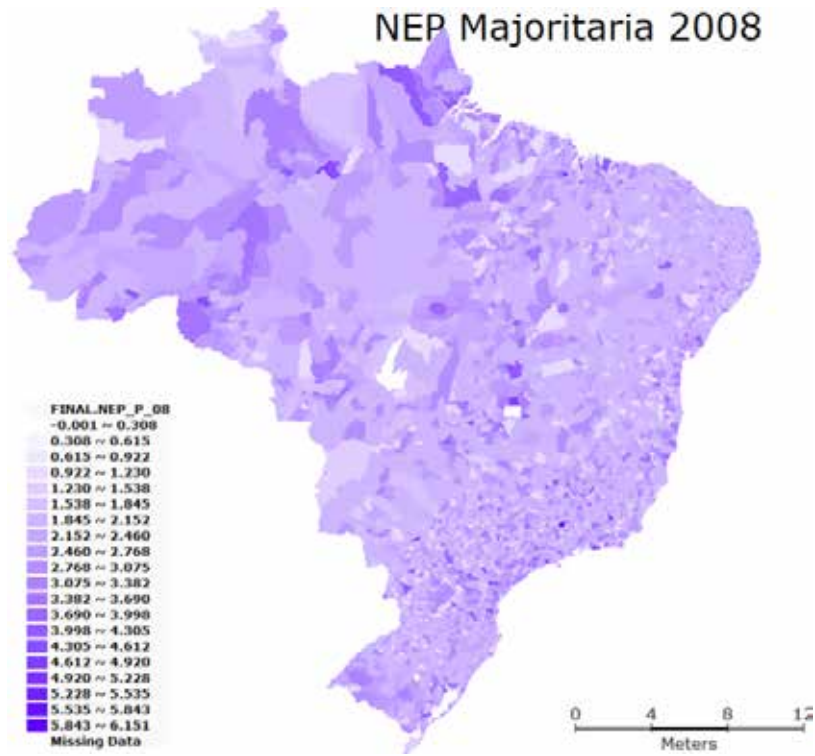 NEP Majoritaria 2008
FINAL.NEP_P_08
-0.001 ~ 0.308
0.308 ~ 0.615
0.615 ~ 0.922
0.922 ~ 1.230
1.230 ~ 1.538
1.538 ~ 1.845
1.845 ~ 2.152
2.152 ~ 2.460
2.460 ~ 2.768
2.768 ~ 3.075
3.075 ~ 3.382
3.382 ~ 3.690
3.690 ~ 3.998
3.998 ~ 4.305
4.305 ~ 4.612
4.612 ~ 4.920
4.920 ~ 5.228
5.228 ~ 5.535
5.535 ~ 5.843
5.843 ~ 6.151
Missing Data
0 4 8 12
Meters